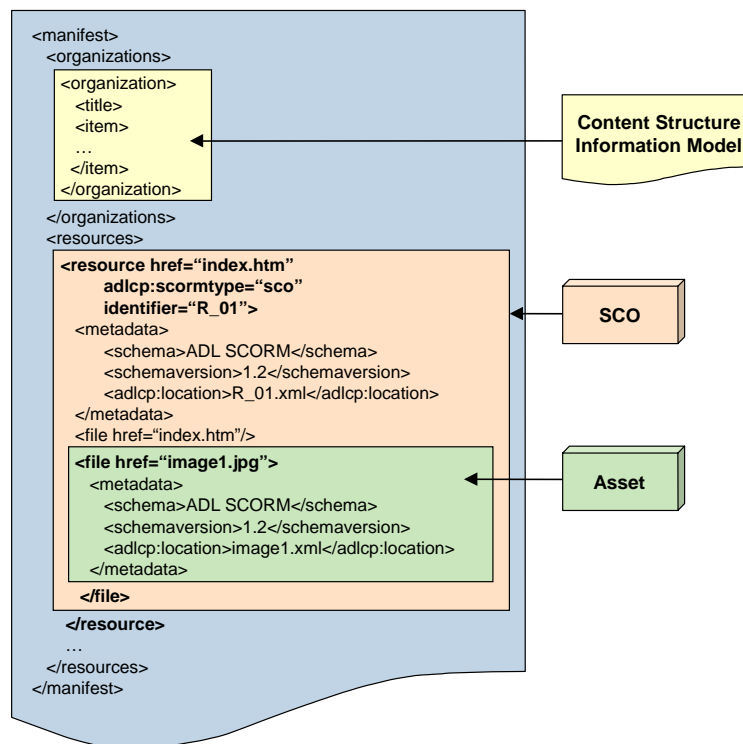 <manifest>
<organizations>
<organization>
<title>
<item>
…
</item>
</organization>
</organizations>
<resources>
<resource href=“index.htm”
adlcp:scormtype=“sco”
identifier=“R_01”>
<metadata>
<schema>ADL SCORM</schema>
<schemaversion>1.2</schemaversion>
<adlcp:location>R_01.xml</adlcp:location>
</metadata>
<file href=“index.htm”/>
<file href=“image1.jpg”>
<metadata>
<schema>ADL SCORM</schema>
<schemaversion>1.2</schemaversion>
<adlcp:location>image1.xml</adlcp:location>
</metadata>
</file>
</resource>
…
</resources>
</manifest>
Content Structure
Information Model
SCO
Asset